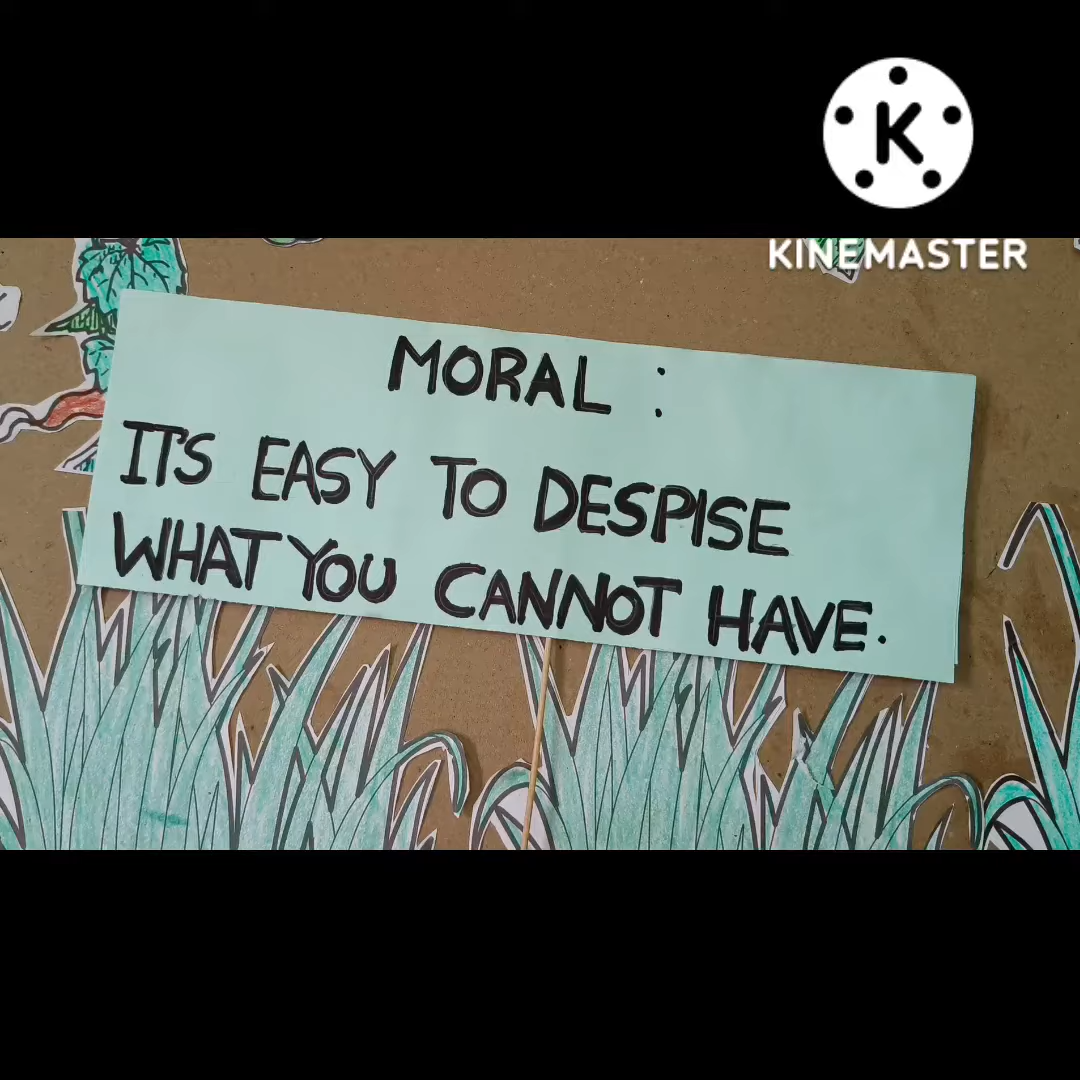 K
KINEMASTER
MORAL :
IT'S EASY TO DESPISE
WHAT YOU CANNOT HAVE.